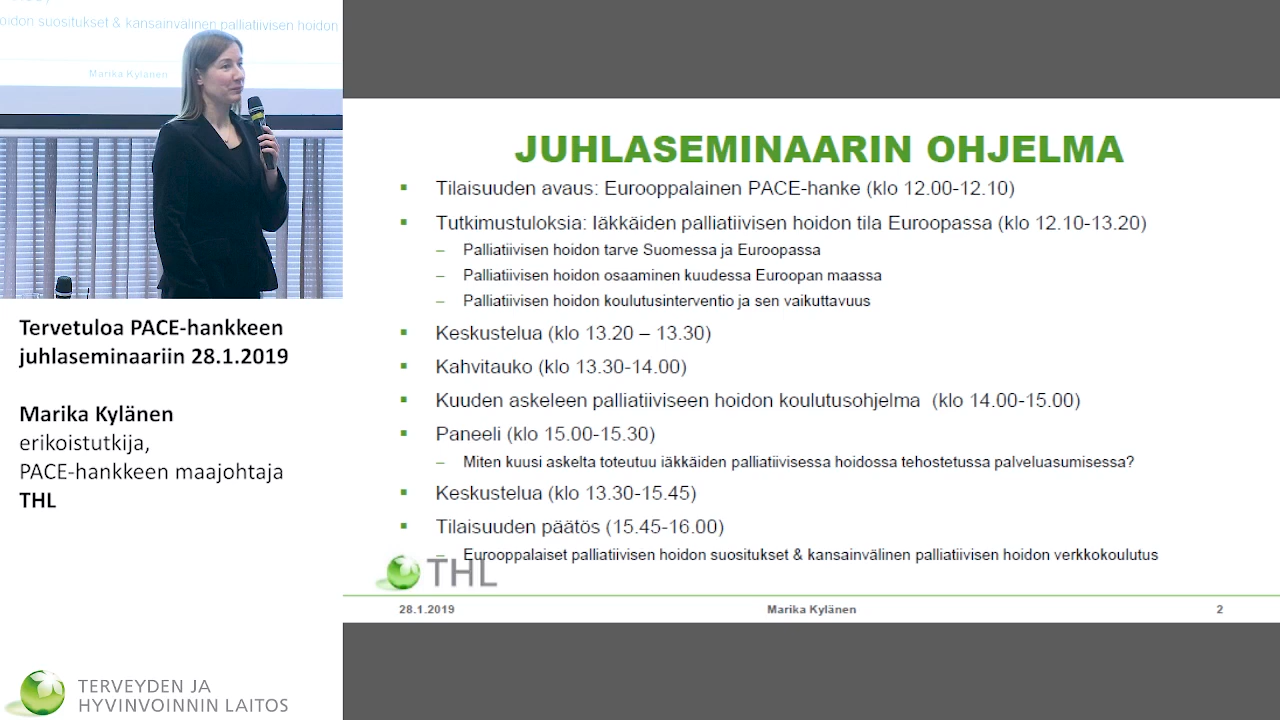 oidon suositukset & kansainvälinen palliatiivisen hoidon
Marika Kylänen
Tervetuloa PACE-hankkeen
juhlaseminaariin 28.1.2019
Marika Kylänen
erikoistutkija,
PACE-hankkeen maajohtaja
THL
TERVEYDEN JA
HYVINVOINNIN LAITOS
JUHLASEMINAARIN OHJELMA
▪ Tilaisuuden avaus: Eurooppalainen PACE-hanke (klo 12.00-12.10)
▪ Tutkimustuloksia: Iäkkäiden palliatiivisen hoidon tila Euroopassa (klo 12.10-13.20)
– Palliatiivisen hoidon tarve Suomessa ja Euroopassa
– Palliatiivisen hoidon osaaminen kuudessa Euroopan maassa
– Palliatiivisen hoidon koulutusinterventio ja sen vaikuttavuus
▪ Keskustelua (klo 13.20 – 13.30)
▪ Kahvitauko (klo 13.30-14.00)
▪ Kuuden askeleen palliatiiviseen hoidon koulutusohjelma (klo 14.00-15.00)
▪ Paneeli (klo 15.00-15.30)
– Miten kuusi askelta toteutuu iäkkäiden palliatiivisessa hoidossa tehostetussa palveluasumisessa?
▪ Keskustelua (klo 13.30-15.45)
▪ Tilaisuuden päätös (15.45-16.00)
– Eurooppalaiset palliatiivisen hoidon suositukset & kansainvälinen palliatiivisen hoidon verkkokoulutus
THL
28.1.2019 Marika Kylänen 2